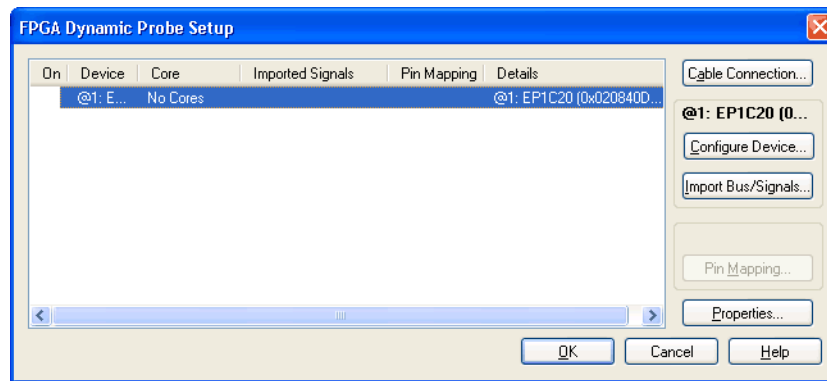 FPGA Dynamic Probe Setup
On Device Core Imported Signals Pin Mapping Details
@1: E... No Cores @1: EP1C20 (0x020840D...
Cable Connection...
@1: EP1C20 (0...
Configure Device...
Import Bus/Signals...
Pin Mapping...
Properties...
OK Cancel Help